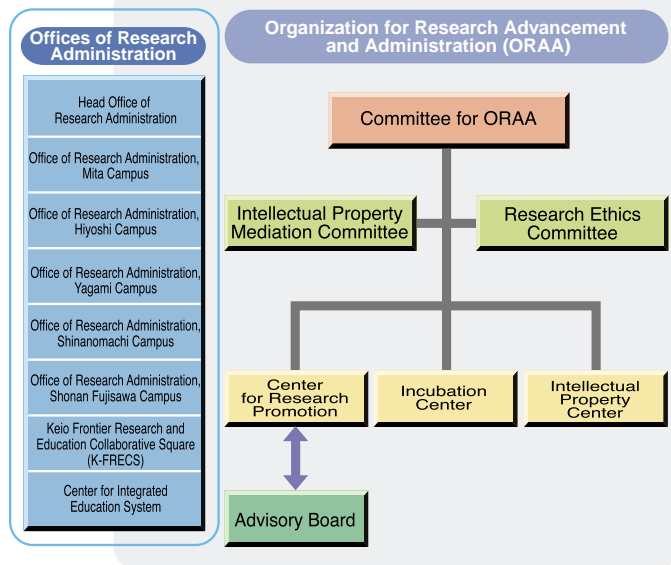 Offices of Research
Administration
Head Office of
Research Administration
Office of Research Administration,
Mita Campus
Office of Research Administration,
Hiyoshi Campus
Office of Research Administration,
Yagami Campus
Office of Research Administration,
Shinanomachi Campus
Office of Research Administration,
Shonan Fujisawa Campus
Keio Frontier Research and
Education Collaborative Square
(K-FRECS)
Center for Integrated
Education System
Organization for Research Advancement
and Administration (ORAA)
Committee for ORAA
Intellectual Property
Mediation Committee
Research Ethics
Committee
Center
for Research
Promotion
Incubation
Center
Intellectual
Property
Center
Advisory Board